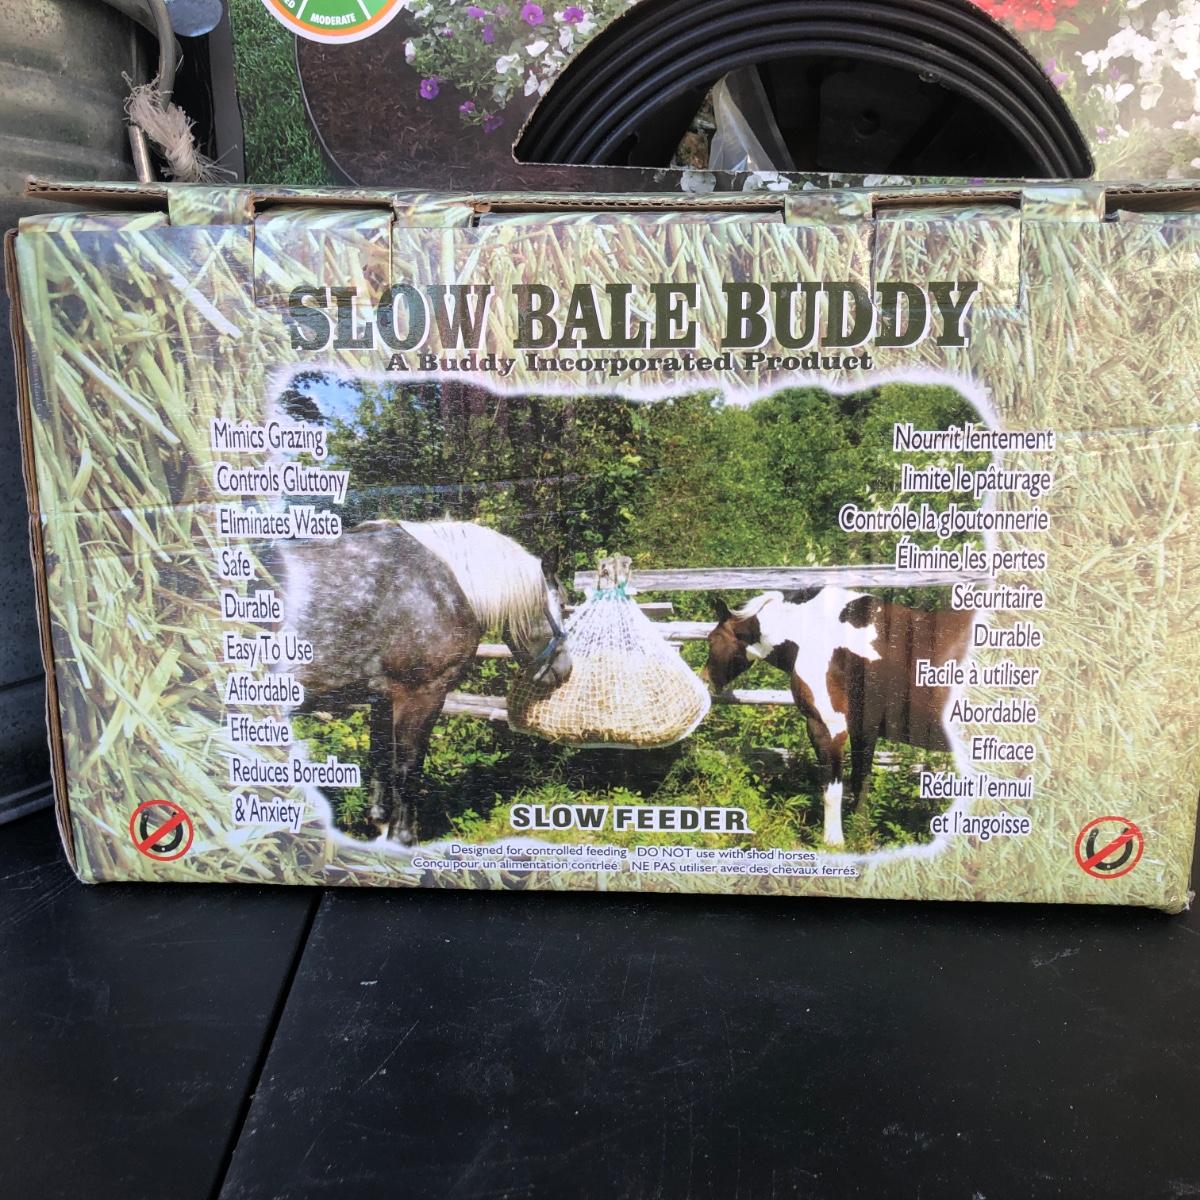 MODERATE
SLOW BALE BUDDY
A Buddy Incorporated Product
Mimics Grazing
Controls Gluttony
Eliminates Waste
Safe
Durable
Easy To Use
Affordable
Effective
Reduces Boredom
& Anxiety
Nourrit lentement
limite le pâturage
Contrôle la gloutonnerie
Élimine les pertes
Sécuritaire
Durable
Facile à utiliser
Abordable
Efficace
Réduit l'ennui
et l'angoisse
SLOW FEEDER
Designed for controlled feeding DO NOT use with shod horses.
Conçu pour un alimentation contrleé. NE PAS utiliser avec des chevaux ferrés.